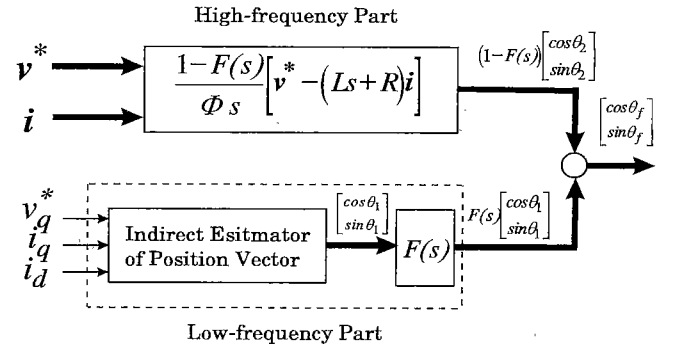 High-frequency Part
v*
i
1-F(s) / Φ s [v* -(Ls+R)i]
(1-F(s)) [cosθ2 sinθ2]
[cosθf sinθf]
vq*
iq
id
Indirect Esitmator
of Position Vector
[cosθ1 sinθ1]
F(s)
F(s) [cosθ1 sinθ1]
Low-frequency Part